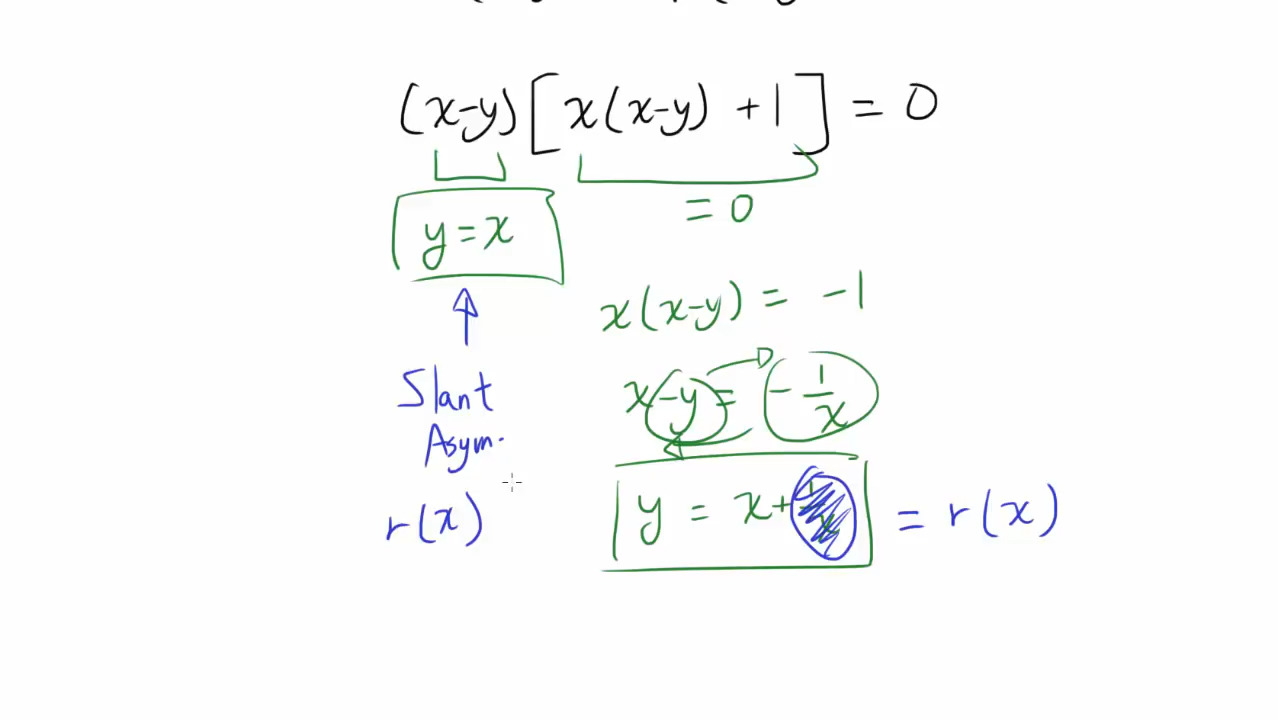 (x-y)[x(x-y) +1] = 0
y = x
= 0
x(x-y) = -1
x-y = -1/x
Slant
Asym.
r(x)
y = x+1/x = r(x)